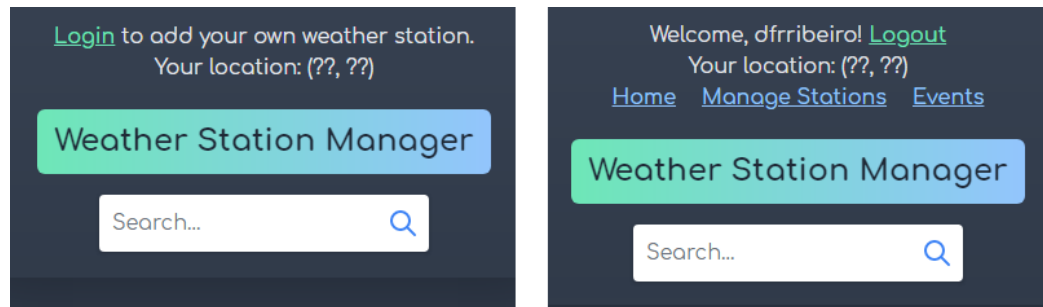 Login to add your own weather station.
Your location: (??, ??)
Weather Station Manager
Search...
Welcome, dfrribeiro! Logout
Your location: (??, ??)
Home Manage Stations Events
Weather Station Manager
Search...